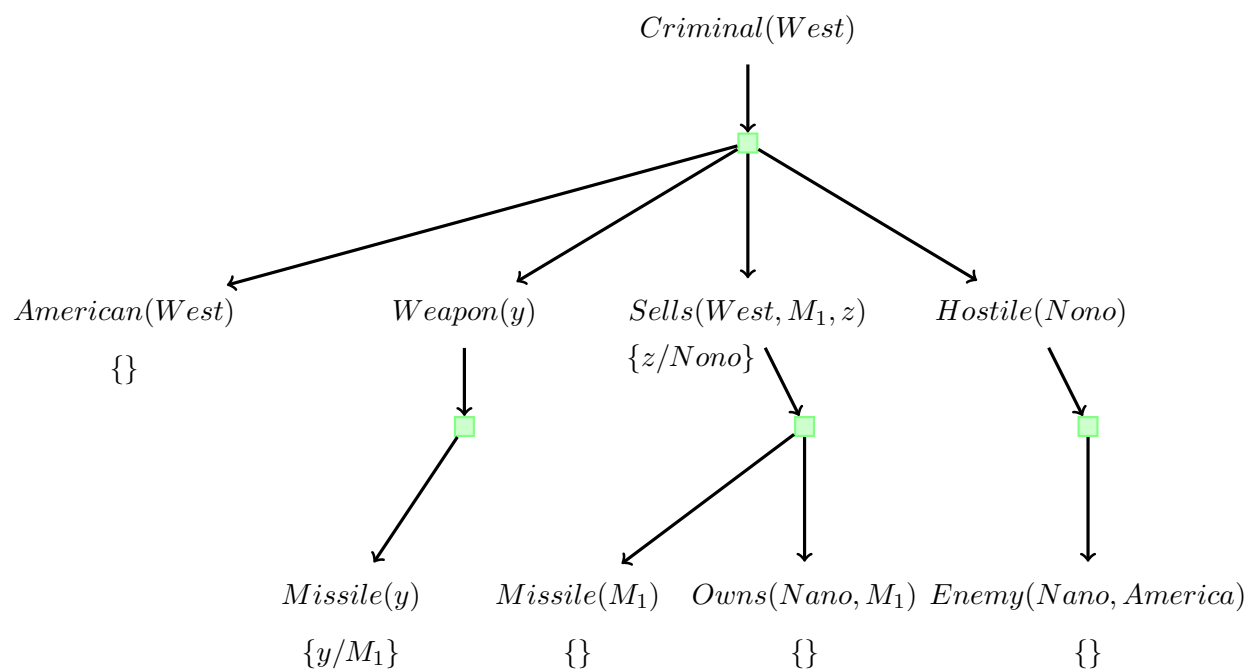 Criminal(West)
American(West) Weapon(y) Sells(West, M₁, z) Hostile(Nono)
{} {z/Nono}
Missile(y) Missile(M₁) Owns(Nano, M₁) Enemy(Nano, America)
{y/M₁} {} {} {}